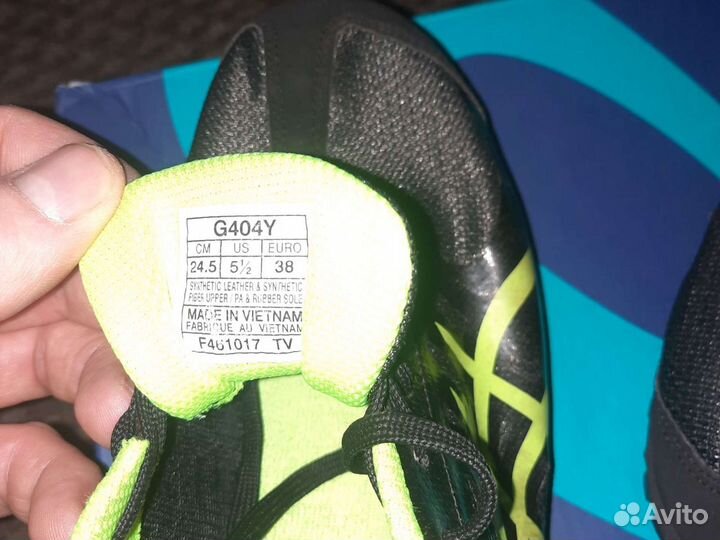 G404Y
CM US EURO
24.5 5½ 38
SYNTHETIC LEATHER & SYNTHETIC
FIBER UPPER / PA & RUBBER SOLE
MADE IN VIETNAM
FABRIQUE AU VIETNAM
F461017 TV
Avito